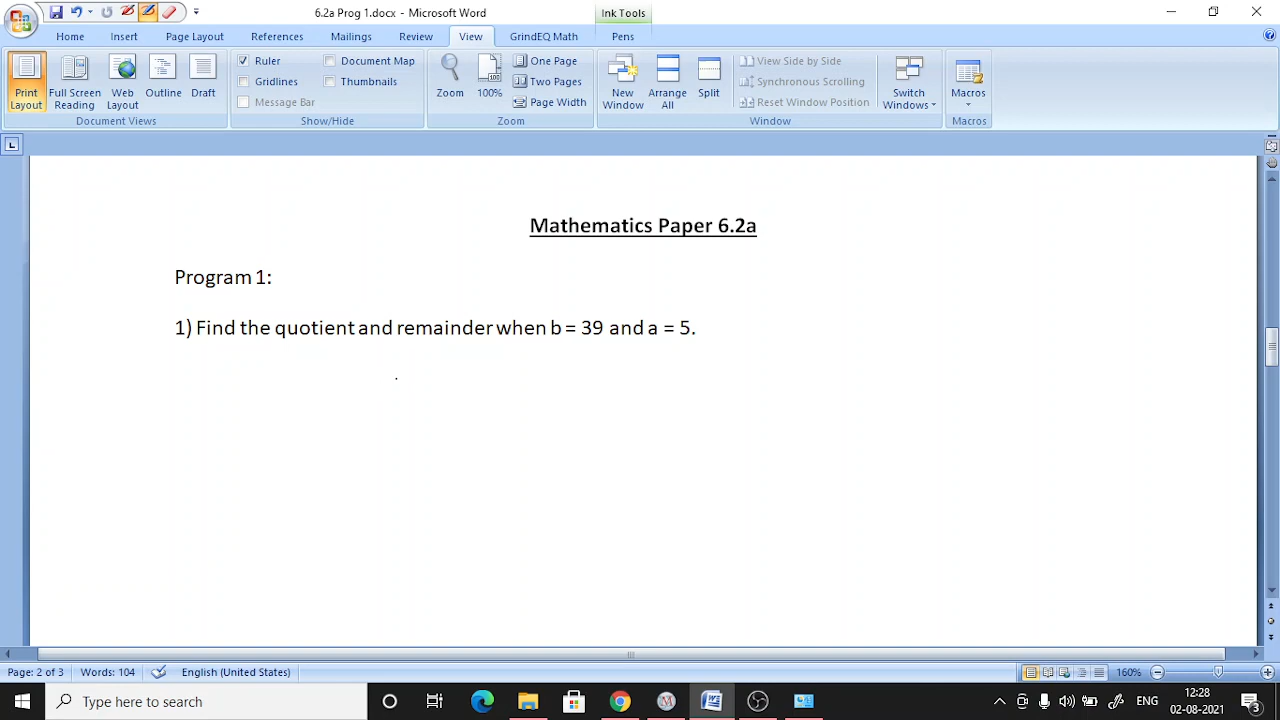 6.2a Prog 1.docx - Microsoft Word
Ink Tools
Home Insert Page Layout References Mailings Review View GrindEQ Math Pens
Print Layout
Full Screen Reading
Web Layout
Outline
Draft
Document Views
Ruler
Gridlines
Message Bar
Document Map
Thumbnails
Show/Hide
Zoom
100%
One Page
Two Pages
Page Width
Zoom
New Window
Arrange All
Split
View Side by Side
Synchronous Scrolling
Reset Window Position
Switch Windows
Window
Macros
Macros
Mathematics Paper 6.2a
Program 1:
1) Find the quotient and remainder when b = 39 and a = 5.
Page: 2 of 3 Words: 104 English (United States) 160%
Type here to search
ENG
12:28
02-08-2021
3